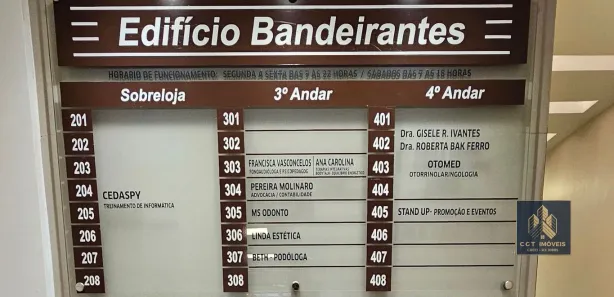 Edifício Bandeirantes
HORARIO DE FUNCIONAMENTO: SEGUNDA A SEXTA DAS 7 ÀS 22 HORAS / SÁBADOS DAS 7 ÀS 18 HORAS
Sobreloja
201
202
203
204
CEDASPY
TREINAMENTO DE INFORMÁTICA
205
206
207
208
3º Andar
301
302
303 FRANCISCA VASCONCELOS ANA CAROLINA
304 PEREIRA MOLINARO
ADVOCACIA / CONTABILIDADE
305 MS ODONTO
306 LINDA ESTÉTICA
307 BETH - PODÓLOGA
308
4º Andar
401
Dra. GISELE R. IVANTES
402 Dra. ROBERTA BAK FERRO
403 OTOMED
OTORRINOLARINGOLOGIA
404
405 STAND UP - PROMOÇÃO E EVENTOS
406
407
408
CGT IMÓVEIS